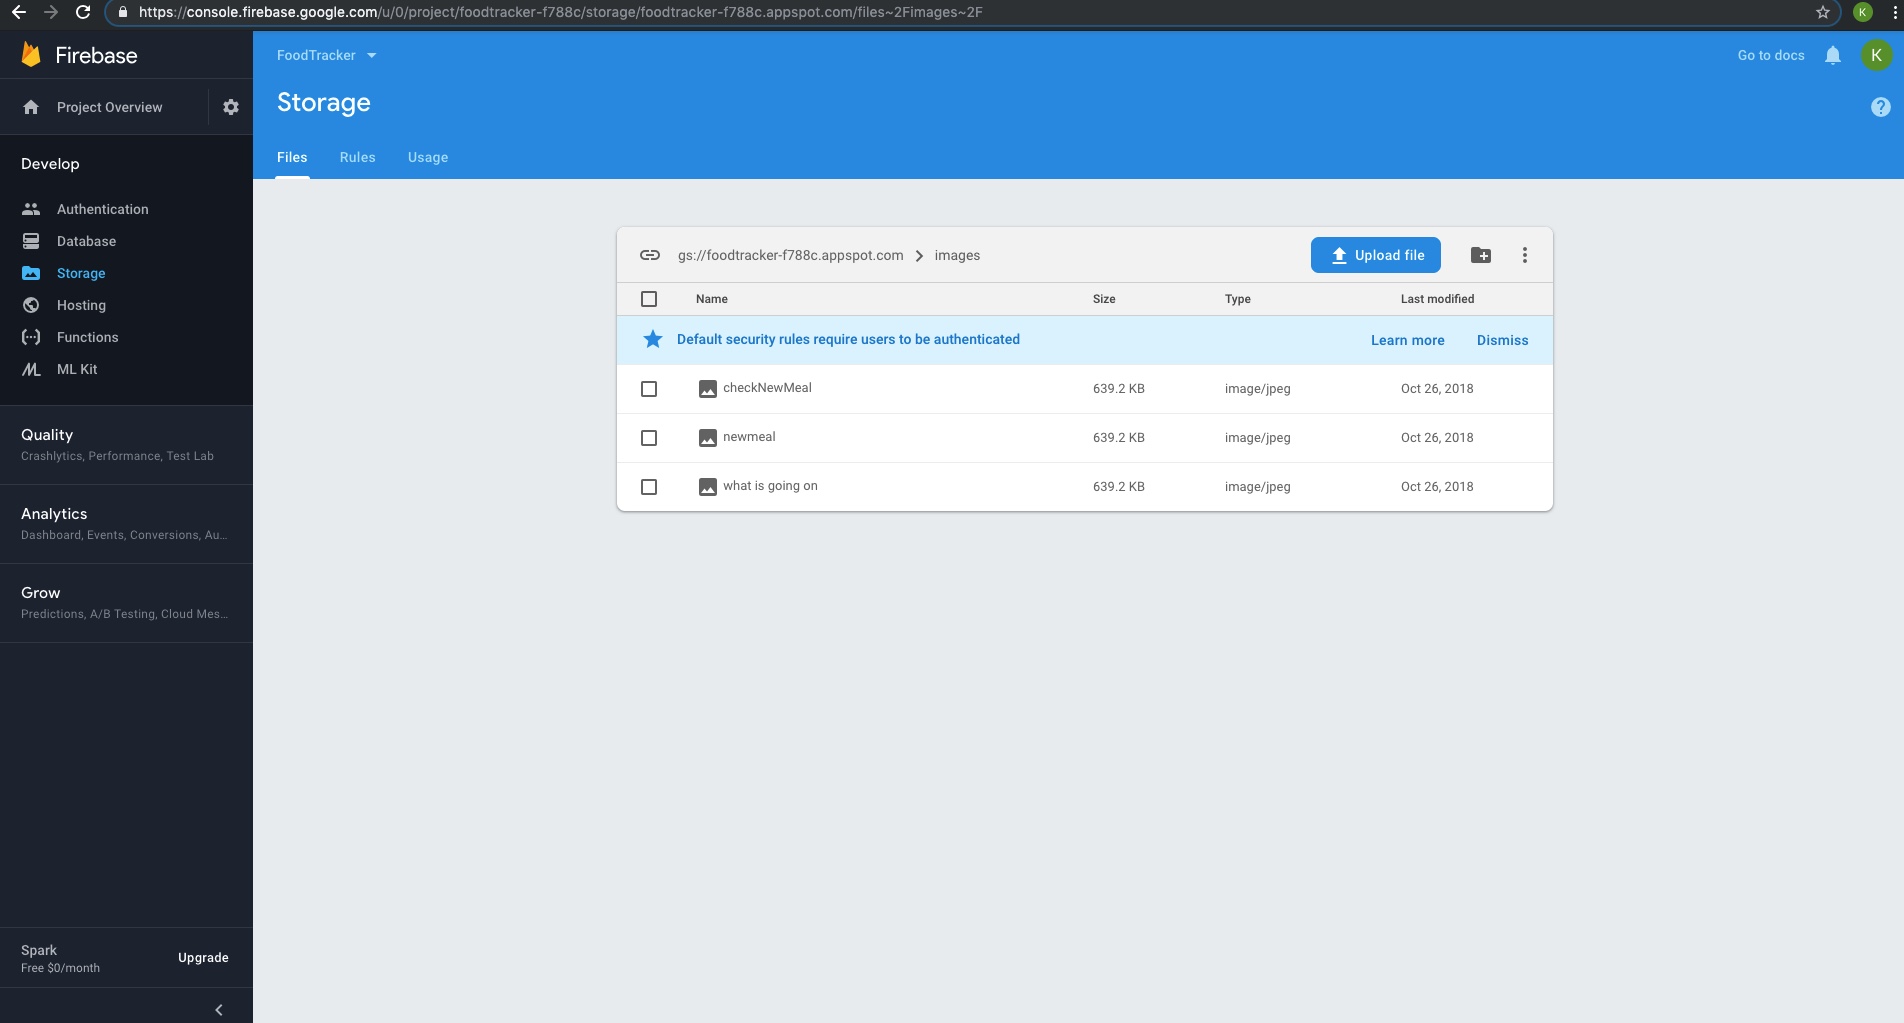 https://console.firebase.google.com/u/0/project/foodtracker-f788c/storage/foodtracker-f788c.appspot.com/files~2Fimages~2F
K
Firebase
FoodTracker
Go to docs
K
Project Overview
Storage
?
Files Rules Usage
Develop
Authentication
Database
Storage
Hosting
Functions
ML Kit
Quality
Crashlytics, Performance, Test Lab
Analytics
Dashboard, Events, Conversions, Au...
Grow
Predictions, A/B Testing, Cloud Mes...
Spark
Free $0/month
Upgrade
gs://foodtracker-f788c.appspot.com > images
Upload file
Name Size Type Last modified
Default security rules require users to be authenticated Learn more Dismiss
checkNewMeal 639.2 KB image/jpeg Oct 26, 2018
newmeal 639.2 KB image/jpeg Oct 26, 2018
what is going on 639.2 KB image/jpeg Oct 26, 2018